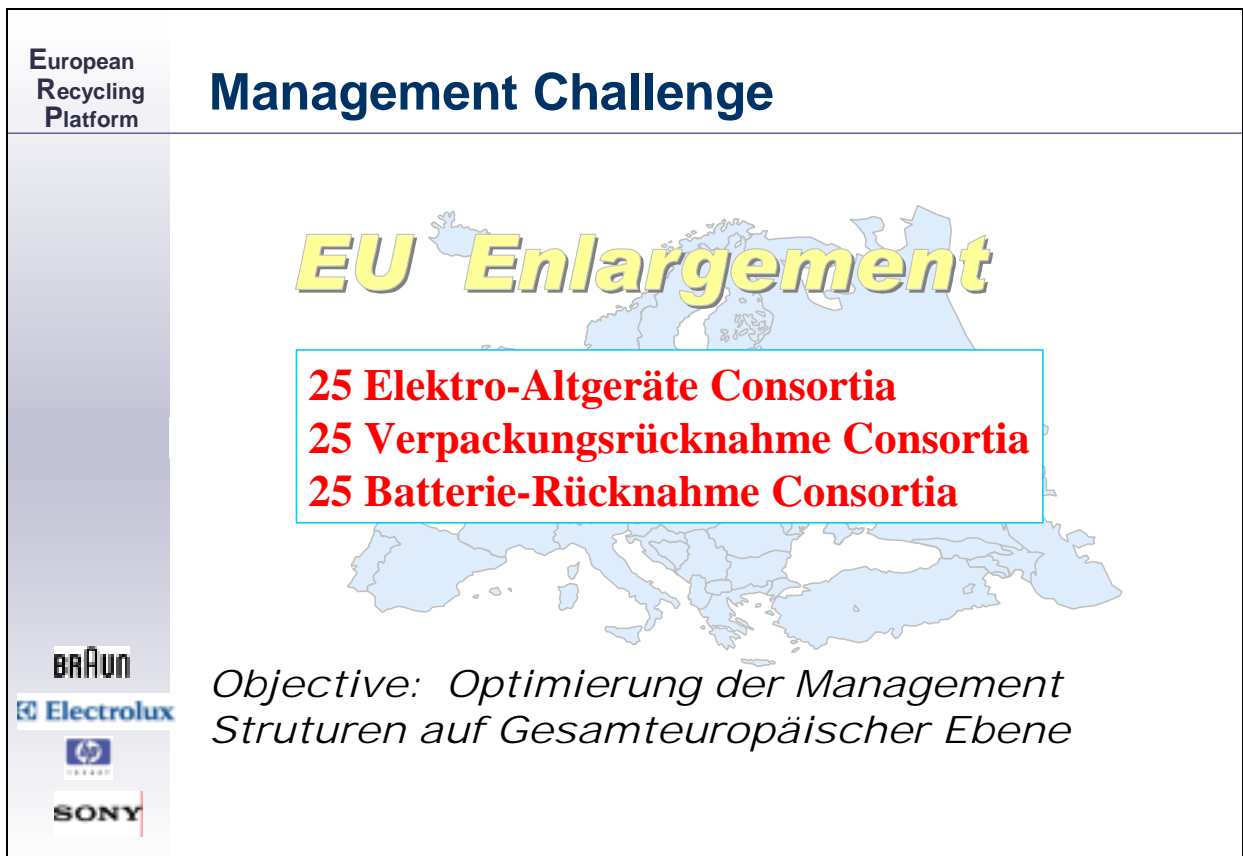 European
Recycling
Platform
Management Challenge
EU Enlargement
25 Elektro-Altgeräte Consortia
25 Verpackungsrücknahme Consortia
25 Batterie-Rücknahme Consortia
Objective: Optimierung der Management
Struturen auf Gesamteuropäischer Ebene
BRAUN
Electrolux
hp
SONY